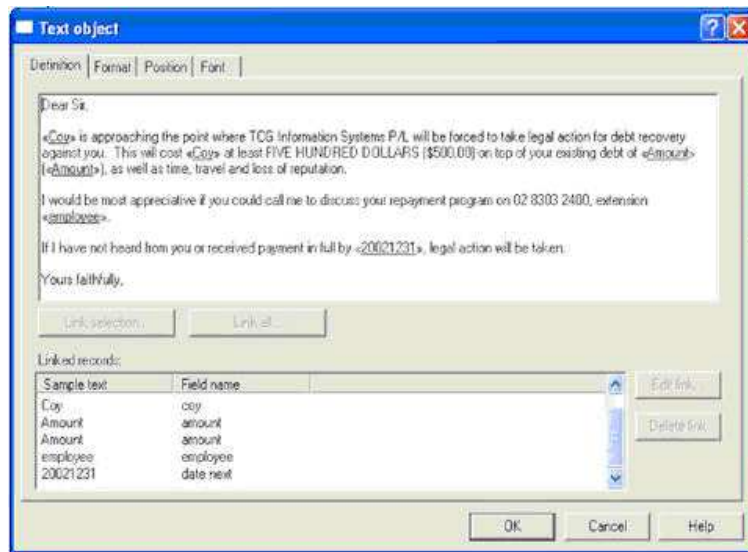 Text object
Definition Format Position Font
Dear Sir,
«Coy» is approaching the point where TCG Information Systems P/L will be forced to take legal action for debt recovery
against you. This will cost «Coy» at least FIVE HUNDRED DOLLARS ($500.00) on top of your existing debt of «Amount»
(«Amount»), as well as time, travel and loss of reputation.
I would be most appreciative if you could call me to discuss your repayment program on 02 8303 2400, extension
«employee».
If I have not heard from you or received payment in full by «20021231», legal action will be taken.
Yours faithfully,
Link selection... Link all...
Linked records:
Sample text Field name
Coy coy
Amount amount
Amount amount
employee employee
20021231 date next
Edit link...
Delete link
OK Cancel Help